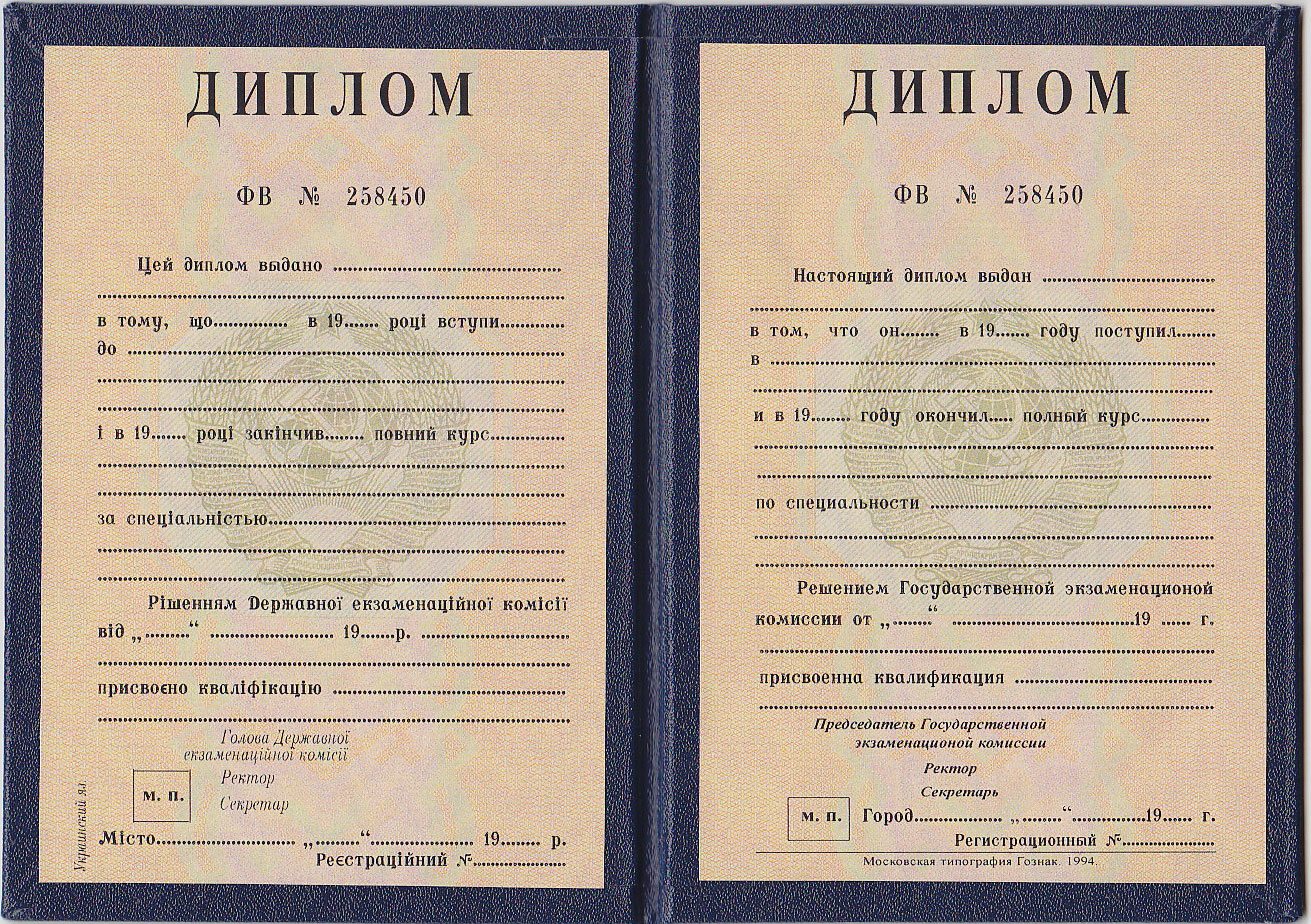 ДИПЛОМ
ФВ № 258450
Цей диплом выдано ........................
........................
в тому, що............. в 19....... році вступи............
до ........................
........................
........................
і в 19....... році закінчив........ повний курс..............
........................
........................
за спеціальністью........................
........................
........................
Рішенням Державної екзаменаційної комісії
від „.........“ ........................ 19......р. ........................
........................
присвоєно кваліфікацію ........................
........................
Голова Державної
екзаменаційної комісії
Ректор
м. п.
Секретар
Украинский ял.
Місто........................ „........“ ........................ 19........ р.
Реєстраційний №..................
ДИПЛОМ
ФВ № 258450
Настоящий диплом выдан ........................
........................
в том, что он........ в 19....... году поступил.......
в ........................
........................
и в 19........ году окончил..... полный курс.............
........................
........................
по специальности ........................
........................
........................
Решением Государственной экзаменационой
комиссии от „........“ ........................19 ...... г.
........................
присвоенна квалификация ........................
........................
Председатель Государственной
экзаменационой комиссии
Ректор
Секретарь
м. п. Город.................. „........“ ..................19...... г.
Регистрационный №..................
Московская типография Гознак. 1994.